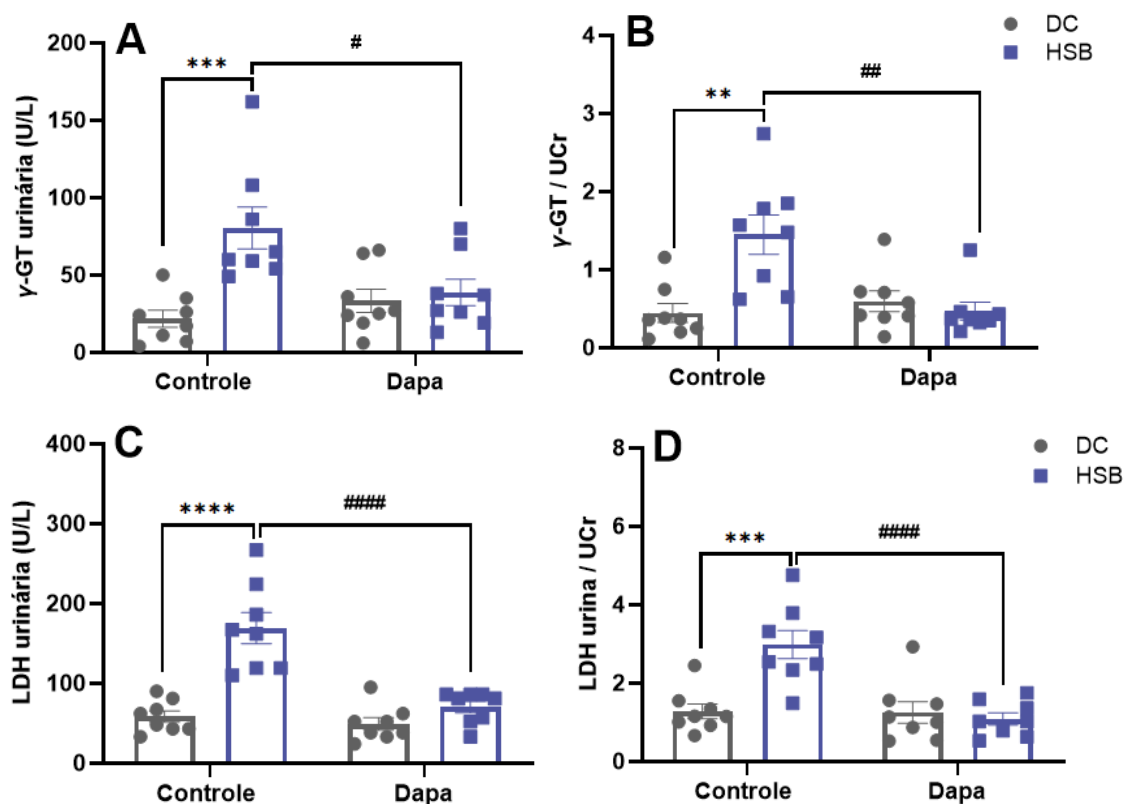 A
γ-GT urinária (U/L)
200
150
100
50
0
***
#
Controle
Dapa
B
DC
HSB
γ-GT / UCr
4
3
2
1
0
**
##
Controle
Dapa
C
LDH urinária (U/L)
400
300
200
100
0
****
####
Controle
Dapa
D
DC
HSB
LDH urina / UCr
8
6
4
2
0
***
####
Controle
Dapa